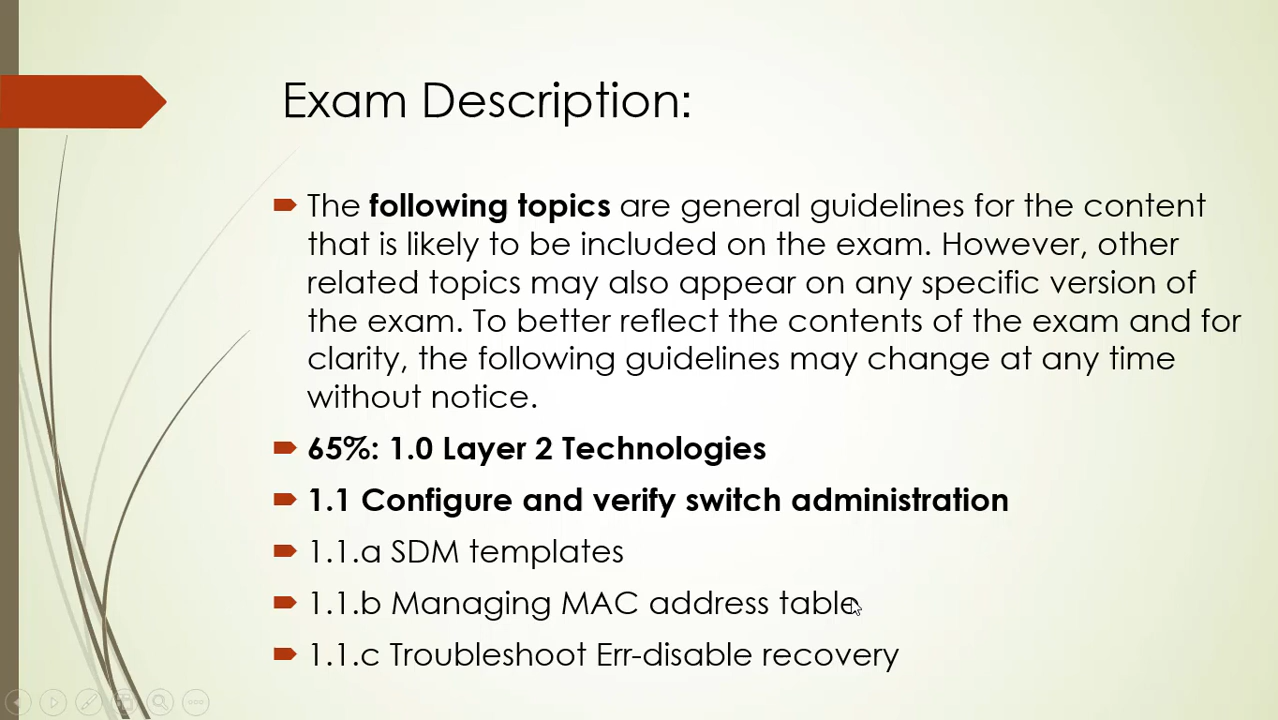 Exam Description:
The following topics are general guidelines for the content
that is likely to be included on the exam. However, other
related topics may also appear on any specific version of
the exam. To better reflect the contents of the exam and for
clarity, the following guidelines may change at any time
without notice.
65%: 1.0 Layer 2 Technologies
1.1 Configure and verify switch administration
1.1.a SDM templates
1.1.b Managing MAC address table
1.1.c Troubleshoot Err-disable recovery